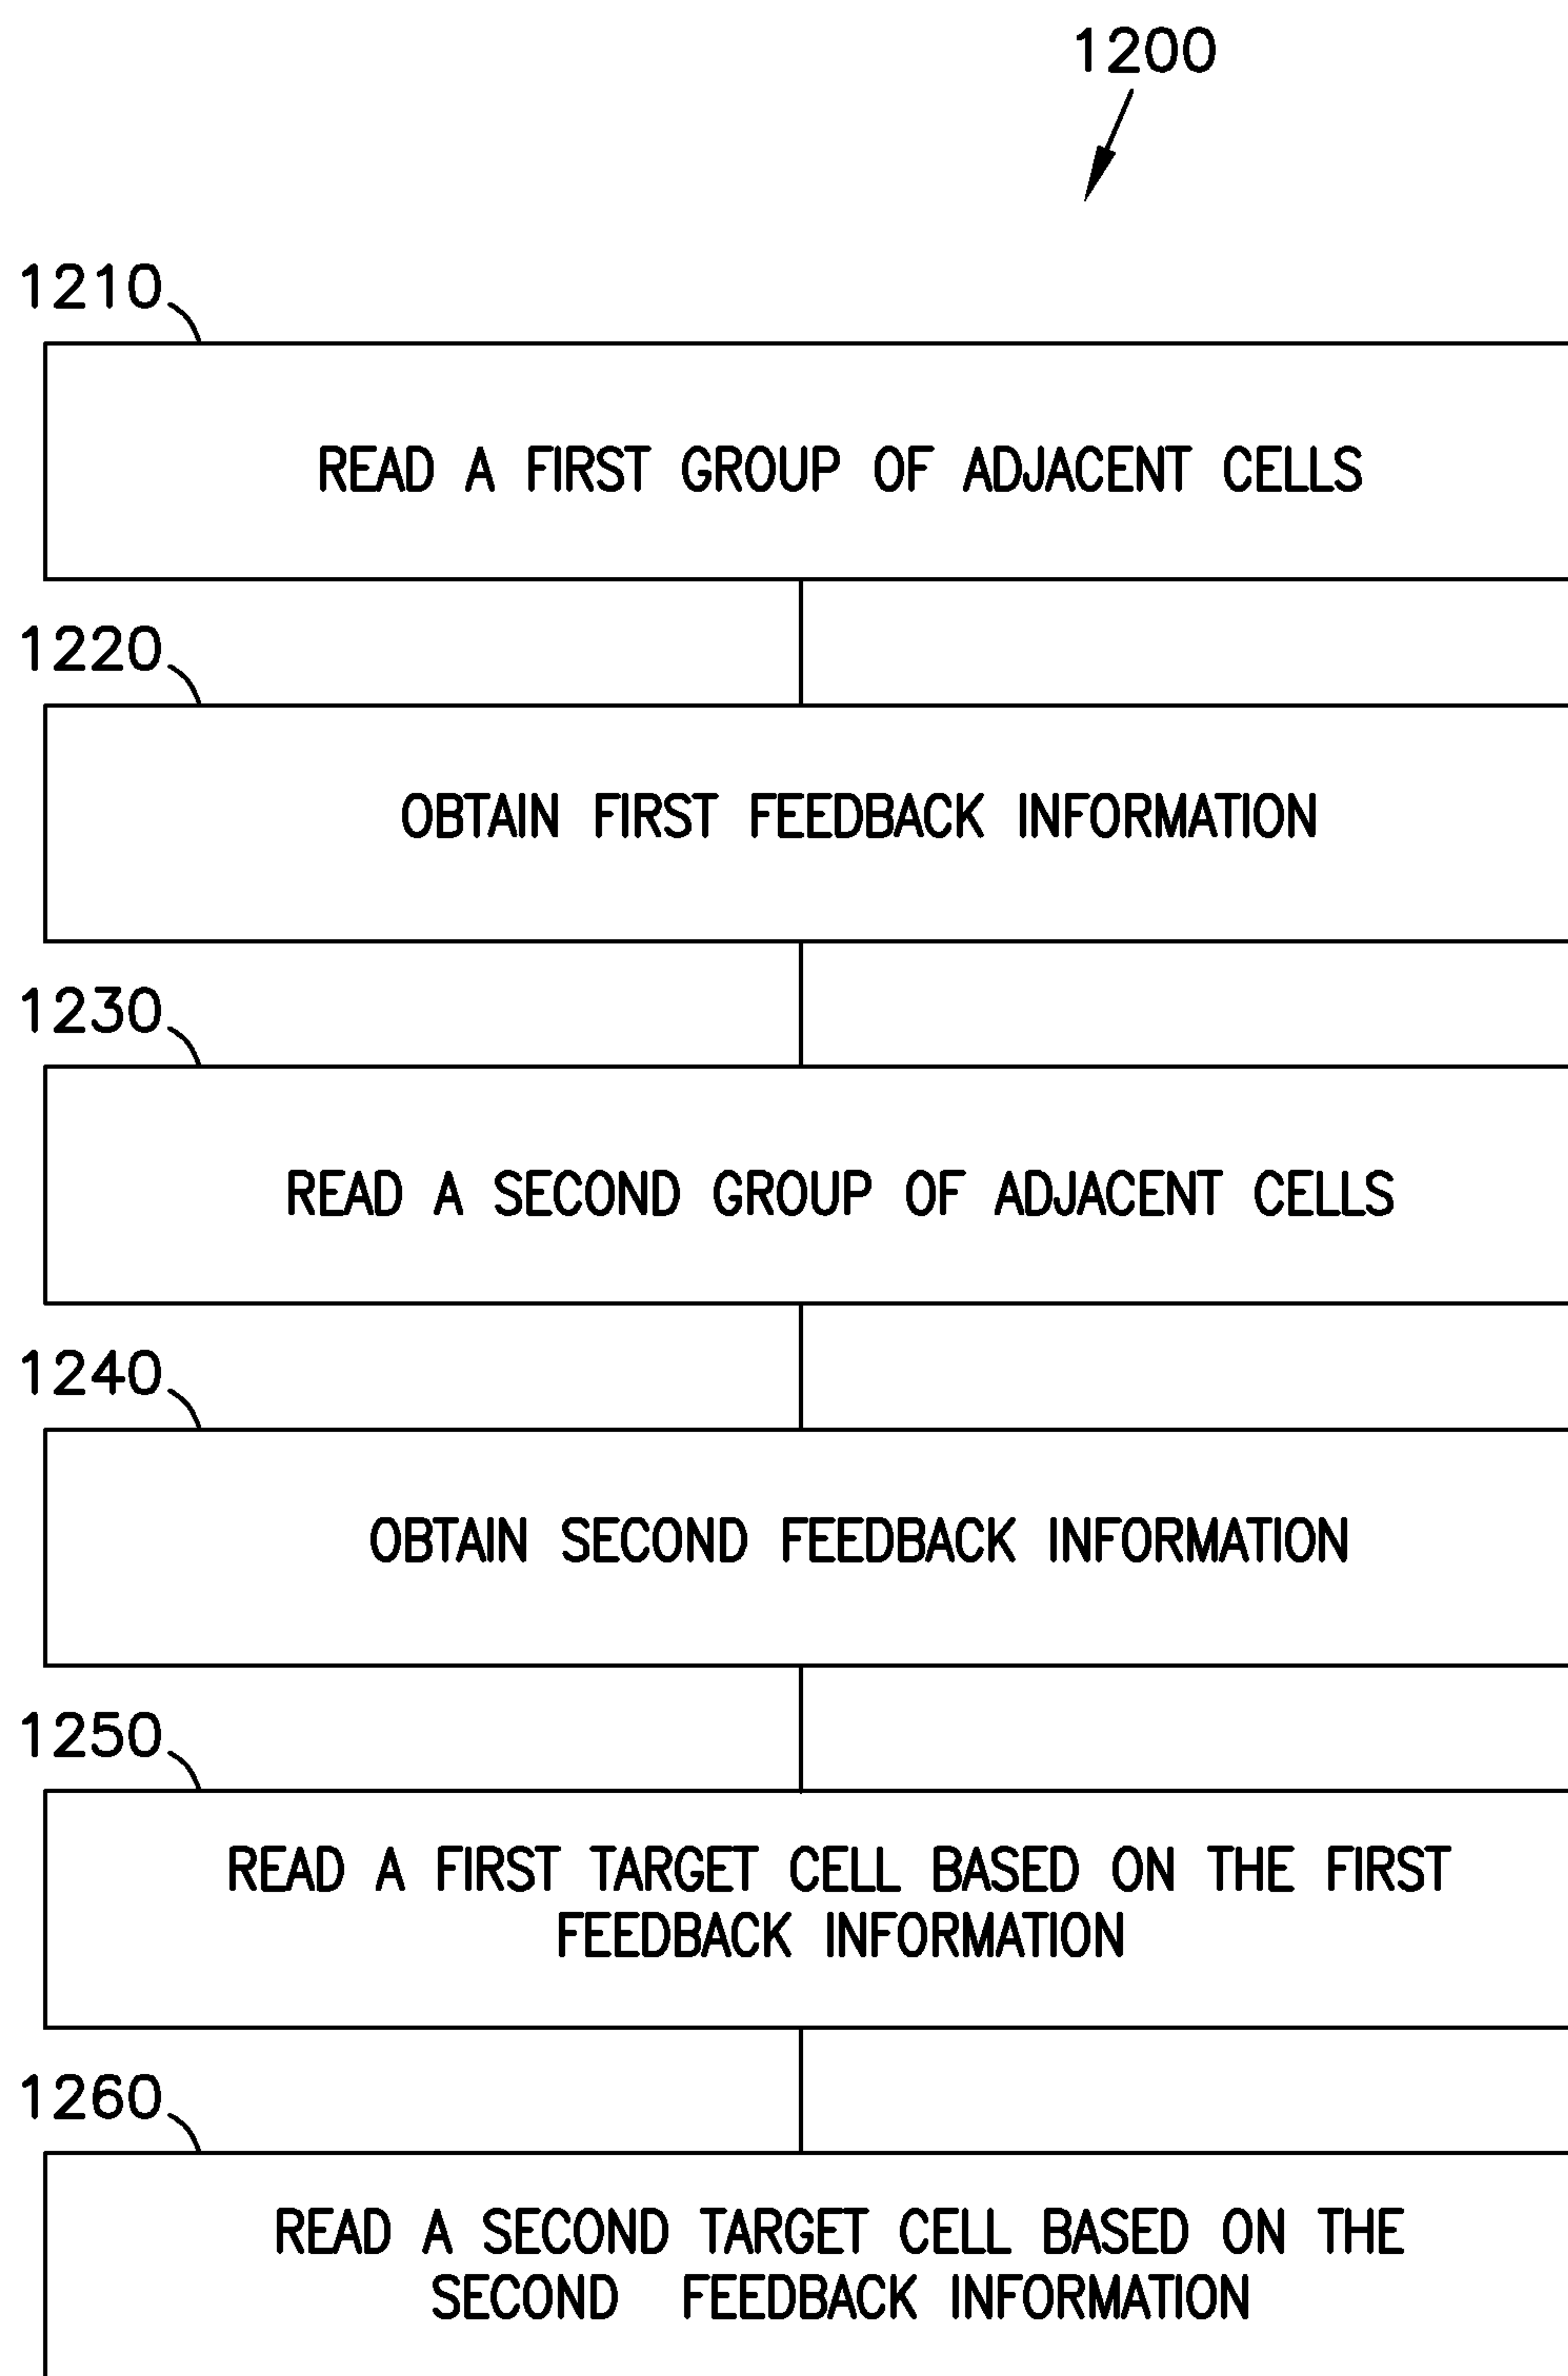 1200
1210
READ A FIRST GROUP OF ADJACENT CELLS
1220
OBTAIN FIRST FEEDBACK INFORMATION
1230
READ A SECOND GROUP OF ADJACENT CELLS
1240
OBTAIN SECOND FEEDBACK INFORMATION
1250
READ A FIRST TARGET CELL BASED ON THE FIRST
FEEDBACK INFORMATION
1260
READ A SECOND TARGET CELL BASED ON THE
SECOND FEEDBACK INFORMATION